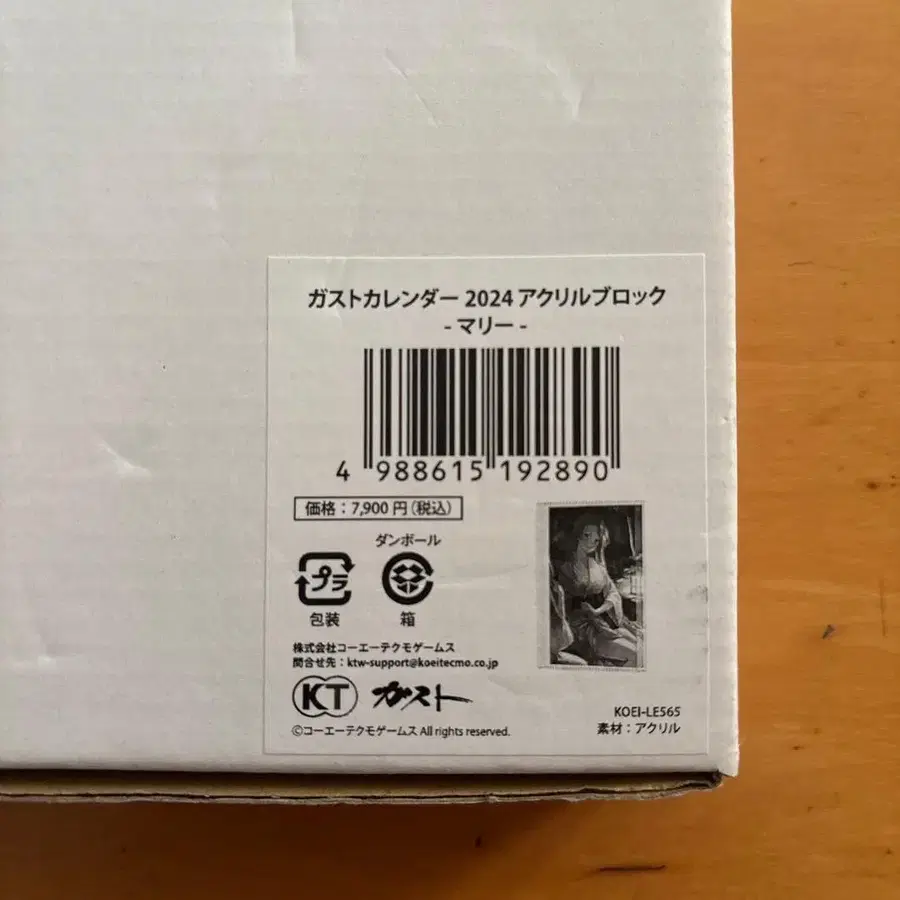 ガストカレンダー 2024 アクリルブロック
- マリー -
4 988615 192890
価格：7,900 円（税込）
ダンボール
プラ
包装 箱
株式会社コーエーテクモゲームス
問合せ先：ktw-support@koeitecmo.co.jp
KT ガスト
©コーエーテクモゲームス All rights reserved.
KOEI-LE565
素材：アクリル